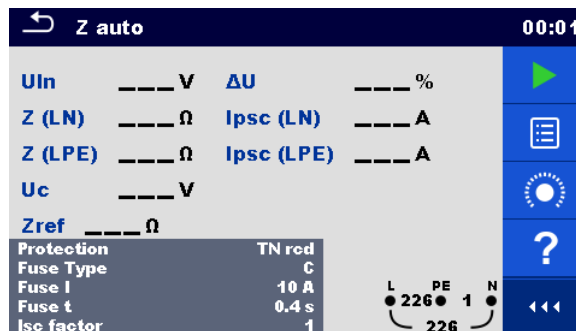 Z auto 00:01
Uln ___V ΔU ___%
Z (LN) ___Ω Ipsc (LN) ___A
Z (LPE) ___Ω Ipsc (LPE) ___A
Uc ___V
Zref ___Ω
Protection TN rcd
Fuse Type C
Fuse I 10 A
Fuse t 0.4 s
Isc factor 1
L PE N
226 1
226
?